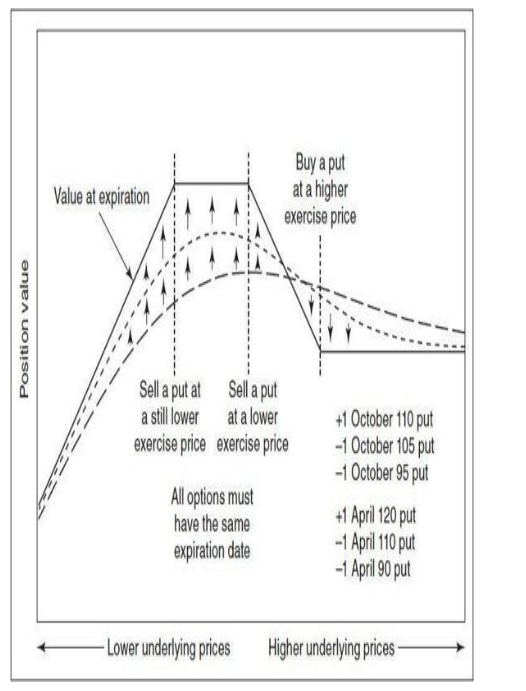 Position value
Value at expiration
Buy a put
at a higher
exercise price
Sell a put at
a still lower
exercise price
Sell a put
at a lower
exercise price
All options must
have the same
expiration date
+1 October 110 put
–1 October 105 put
–1 October 95 put
+1 April 120 put
–1 April 110 put
–1 April 90 put
Lower underlying prices
Higher underlying prices